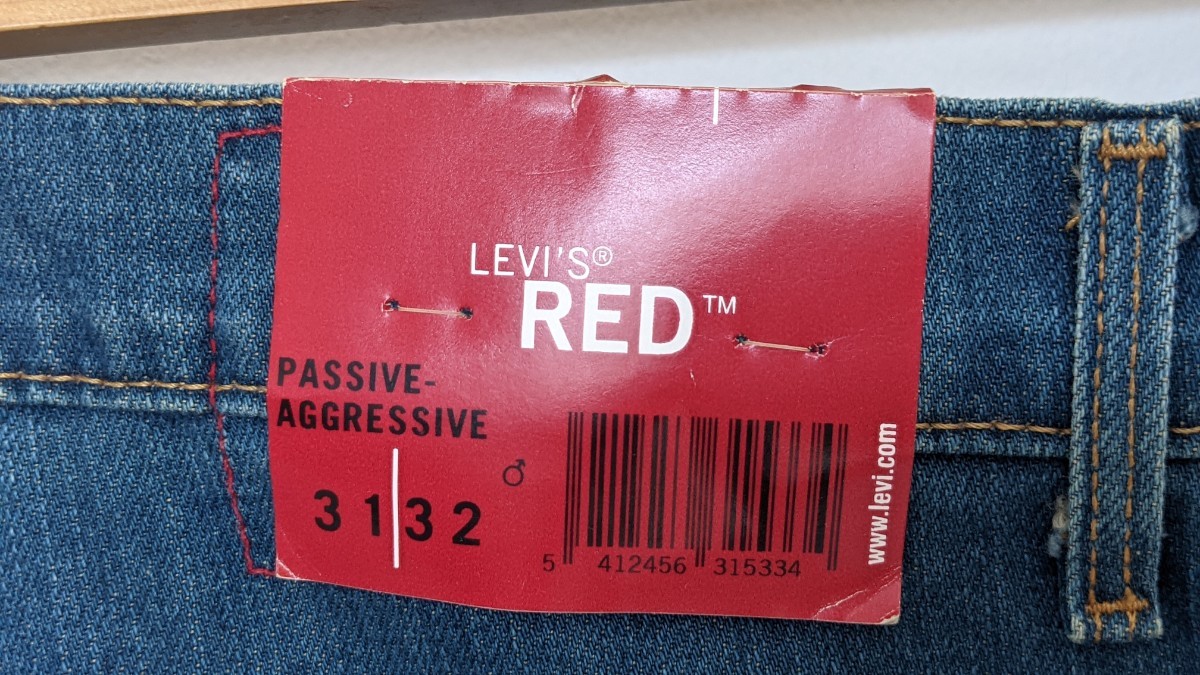 LEVI'S®
RED™
PASSIVE-
AGGRESSIVE
31 32 ♂
5 412456 315334
www.levi.com